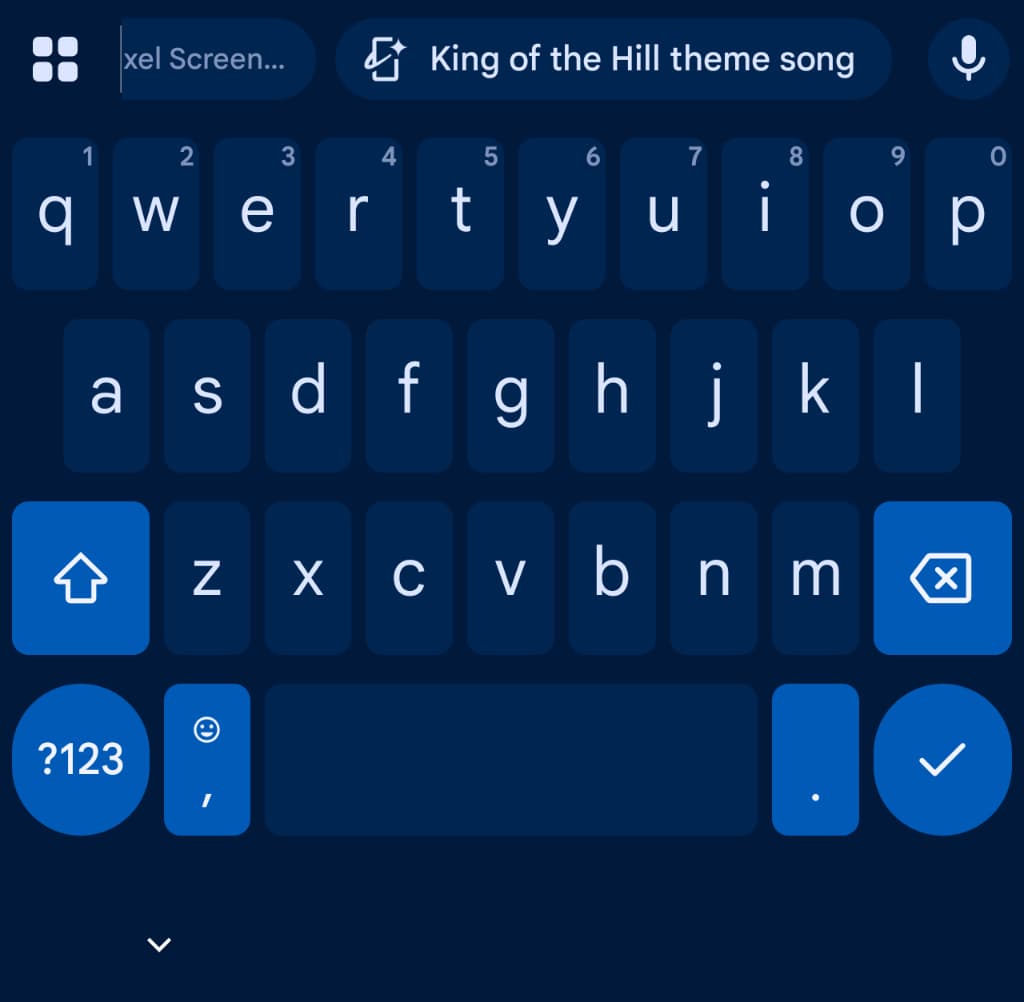 xel Screen... King of the Hill theme song
1 2 3 4 5 6 7 8 9 0
q w e r t y u i o p
a s d f g h j k l
z x c v b n m
?123 , .